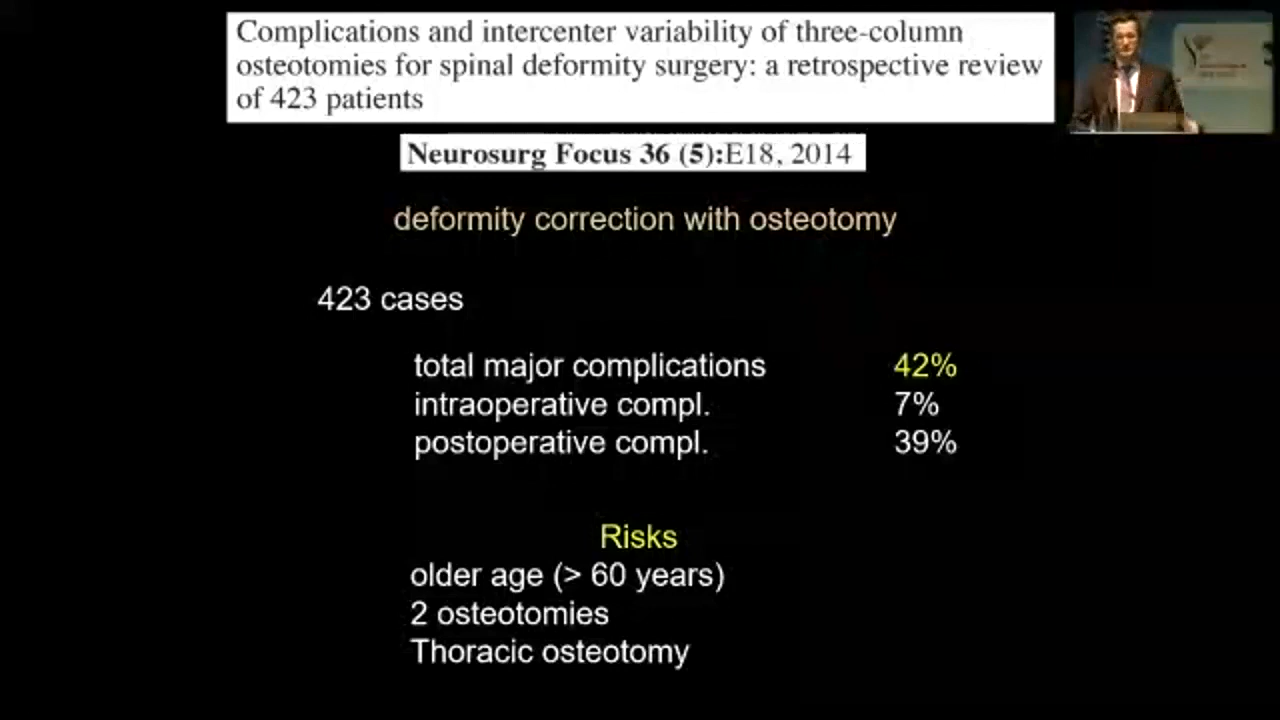 Complications and intercenter variability of three-column
osteotomies for spinal deformity surgery: a retrospective review
of 423 patients
Neurosurg Focus 36 (5):E18, 2014
deformity correction with osteotomy
423 cases
total major complications 42%
intraoperative compl. 7%
postoperative compl. 39%
Risks
older age (> 60 years)
2 osteotomies
Thoracic osteotomy